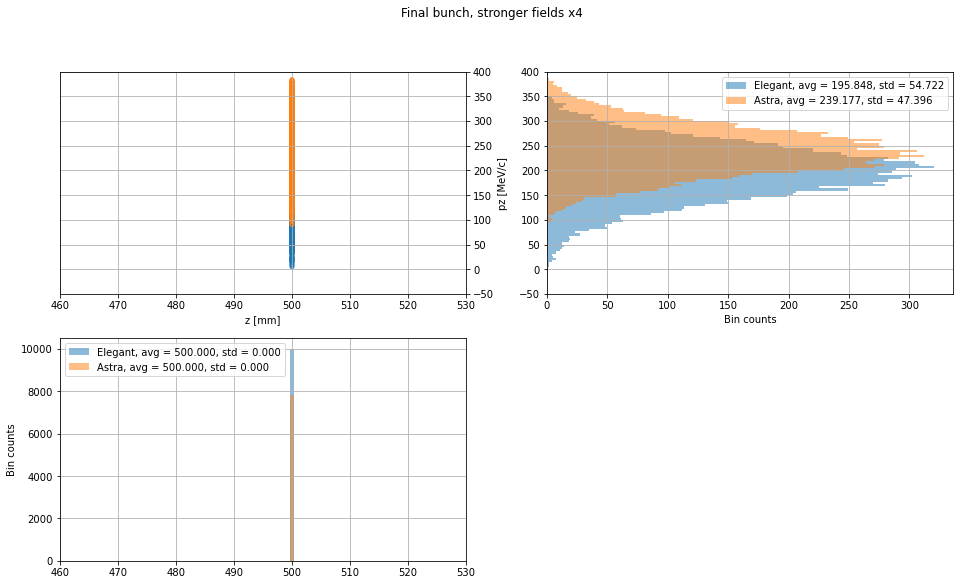 Final bunch, stronger fields x4
400
350
300
250
200
150
100
50
0
−50
pz [MeV/c]
460 470 480 490 500 510 520 530
z [mm]
Elegant, avg = 195.848, std = 54.722
Astra, avg = 239.177, std = 47.396
400
350
300
250
200
150
100
50
0
−50
0 50 100 150 200 250 300
Bin counts
Elegant, avg = 500.000, std = 0.000
Astra, avg = 500.000, std = 0.000
10000
8000
6000
4000
2000
0
Bin counts
460 470 480 490 500 510 520 530